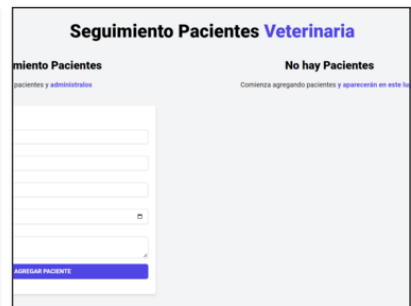 Seguimiento Pacientes Veterinaria
miento Pacientes
pacientes y administralos
No hay Pacientes
Comienza agregando pacientes y aparecerán en este lu
AGREGAR PACIENTE